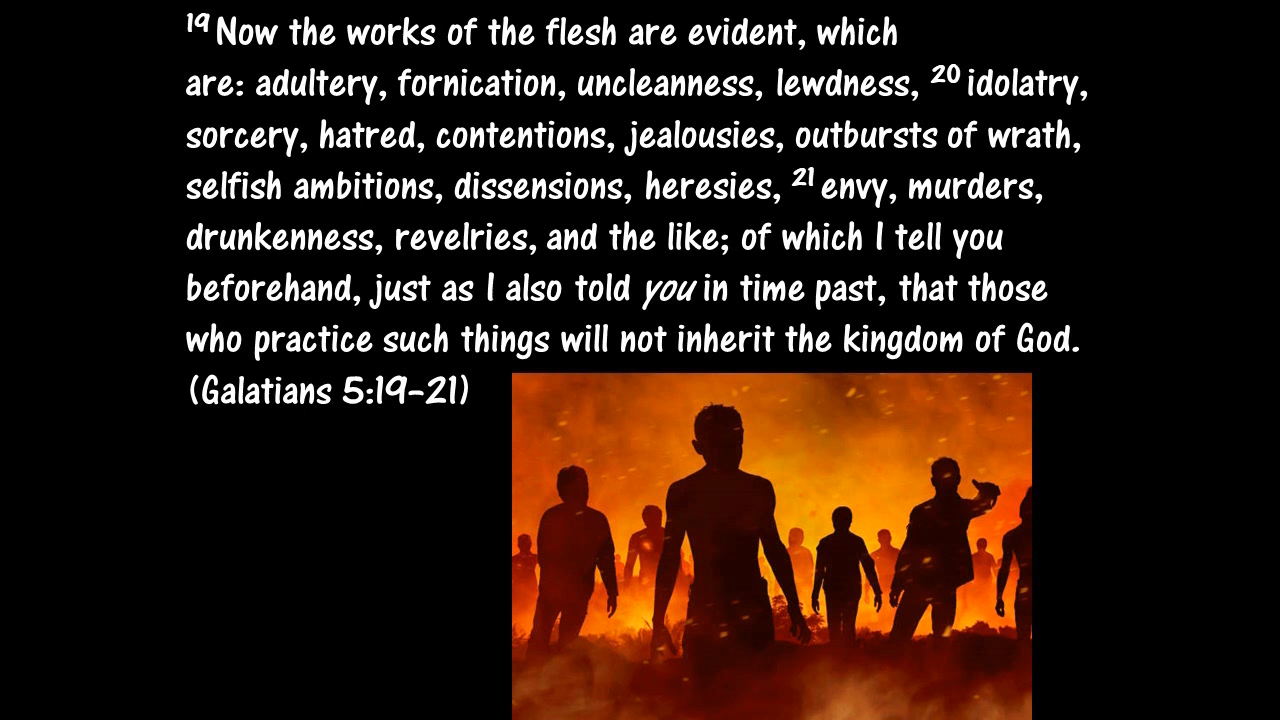 19 Now the works of the flesh are evident, which
are: adultery, fornication, uncleanness, lewdness, 20 idolatry,
sorcery, hatred, contentions, jealousies, outbursts of wrath,
selfish ambitions, dissensions, heresies, 21 envy, murders,
drunkenness, revelries, and the like; of which I tell you
beforehand, just as I also told you in time past, that those
who practice such things will not inherit the kingdom of God.
(Galatians 5:19-21)